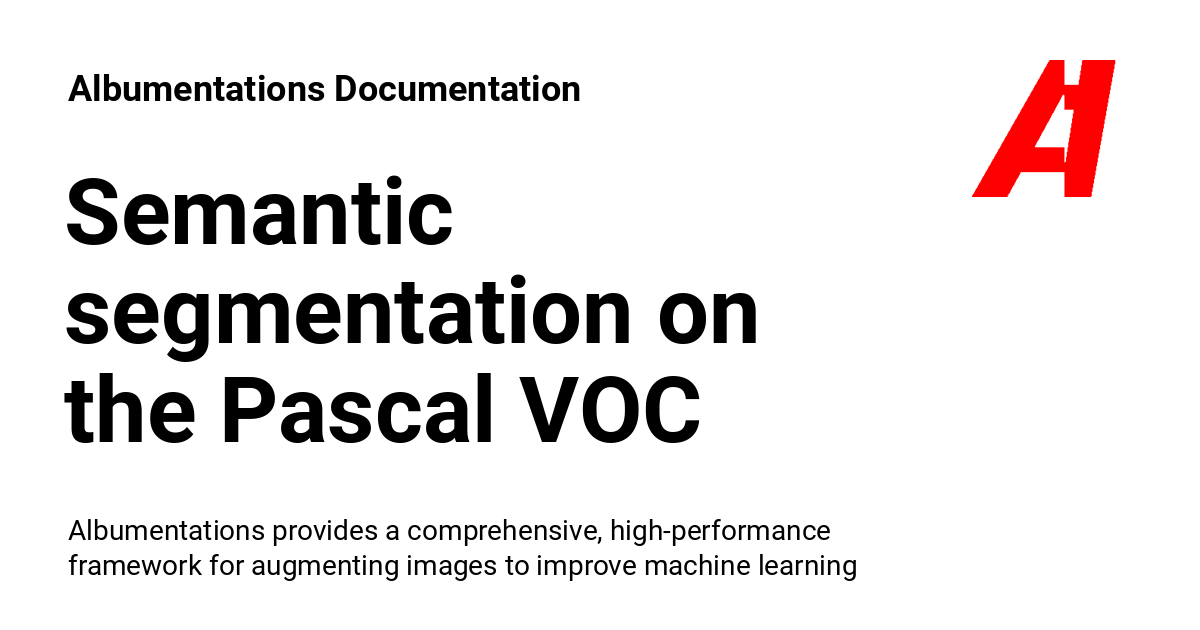 Albumentations Documentation
Semantic
segmentation on
the Pascal VOC
Albumentations provides a comprehensive, high-performance
framework for augmenting images to improve machine learning